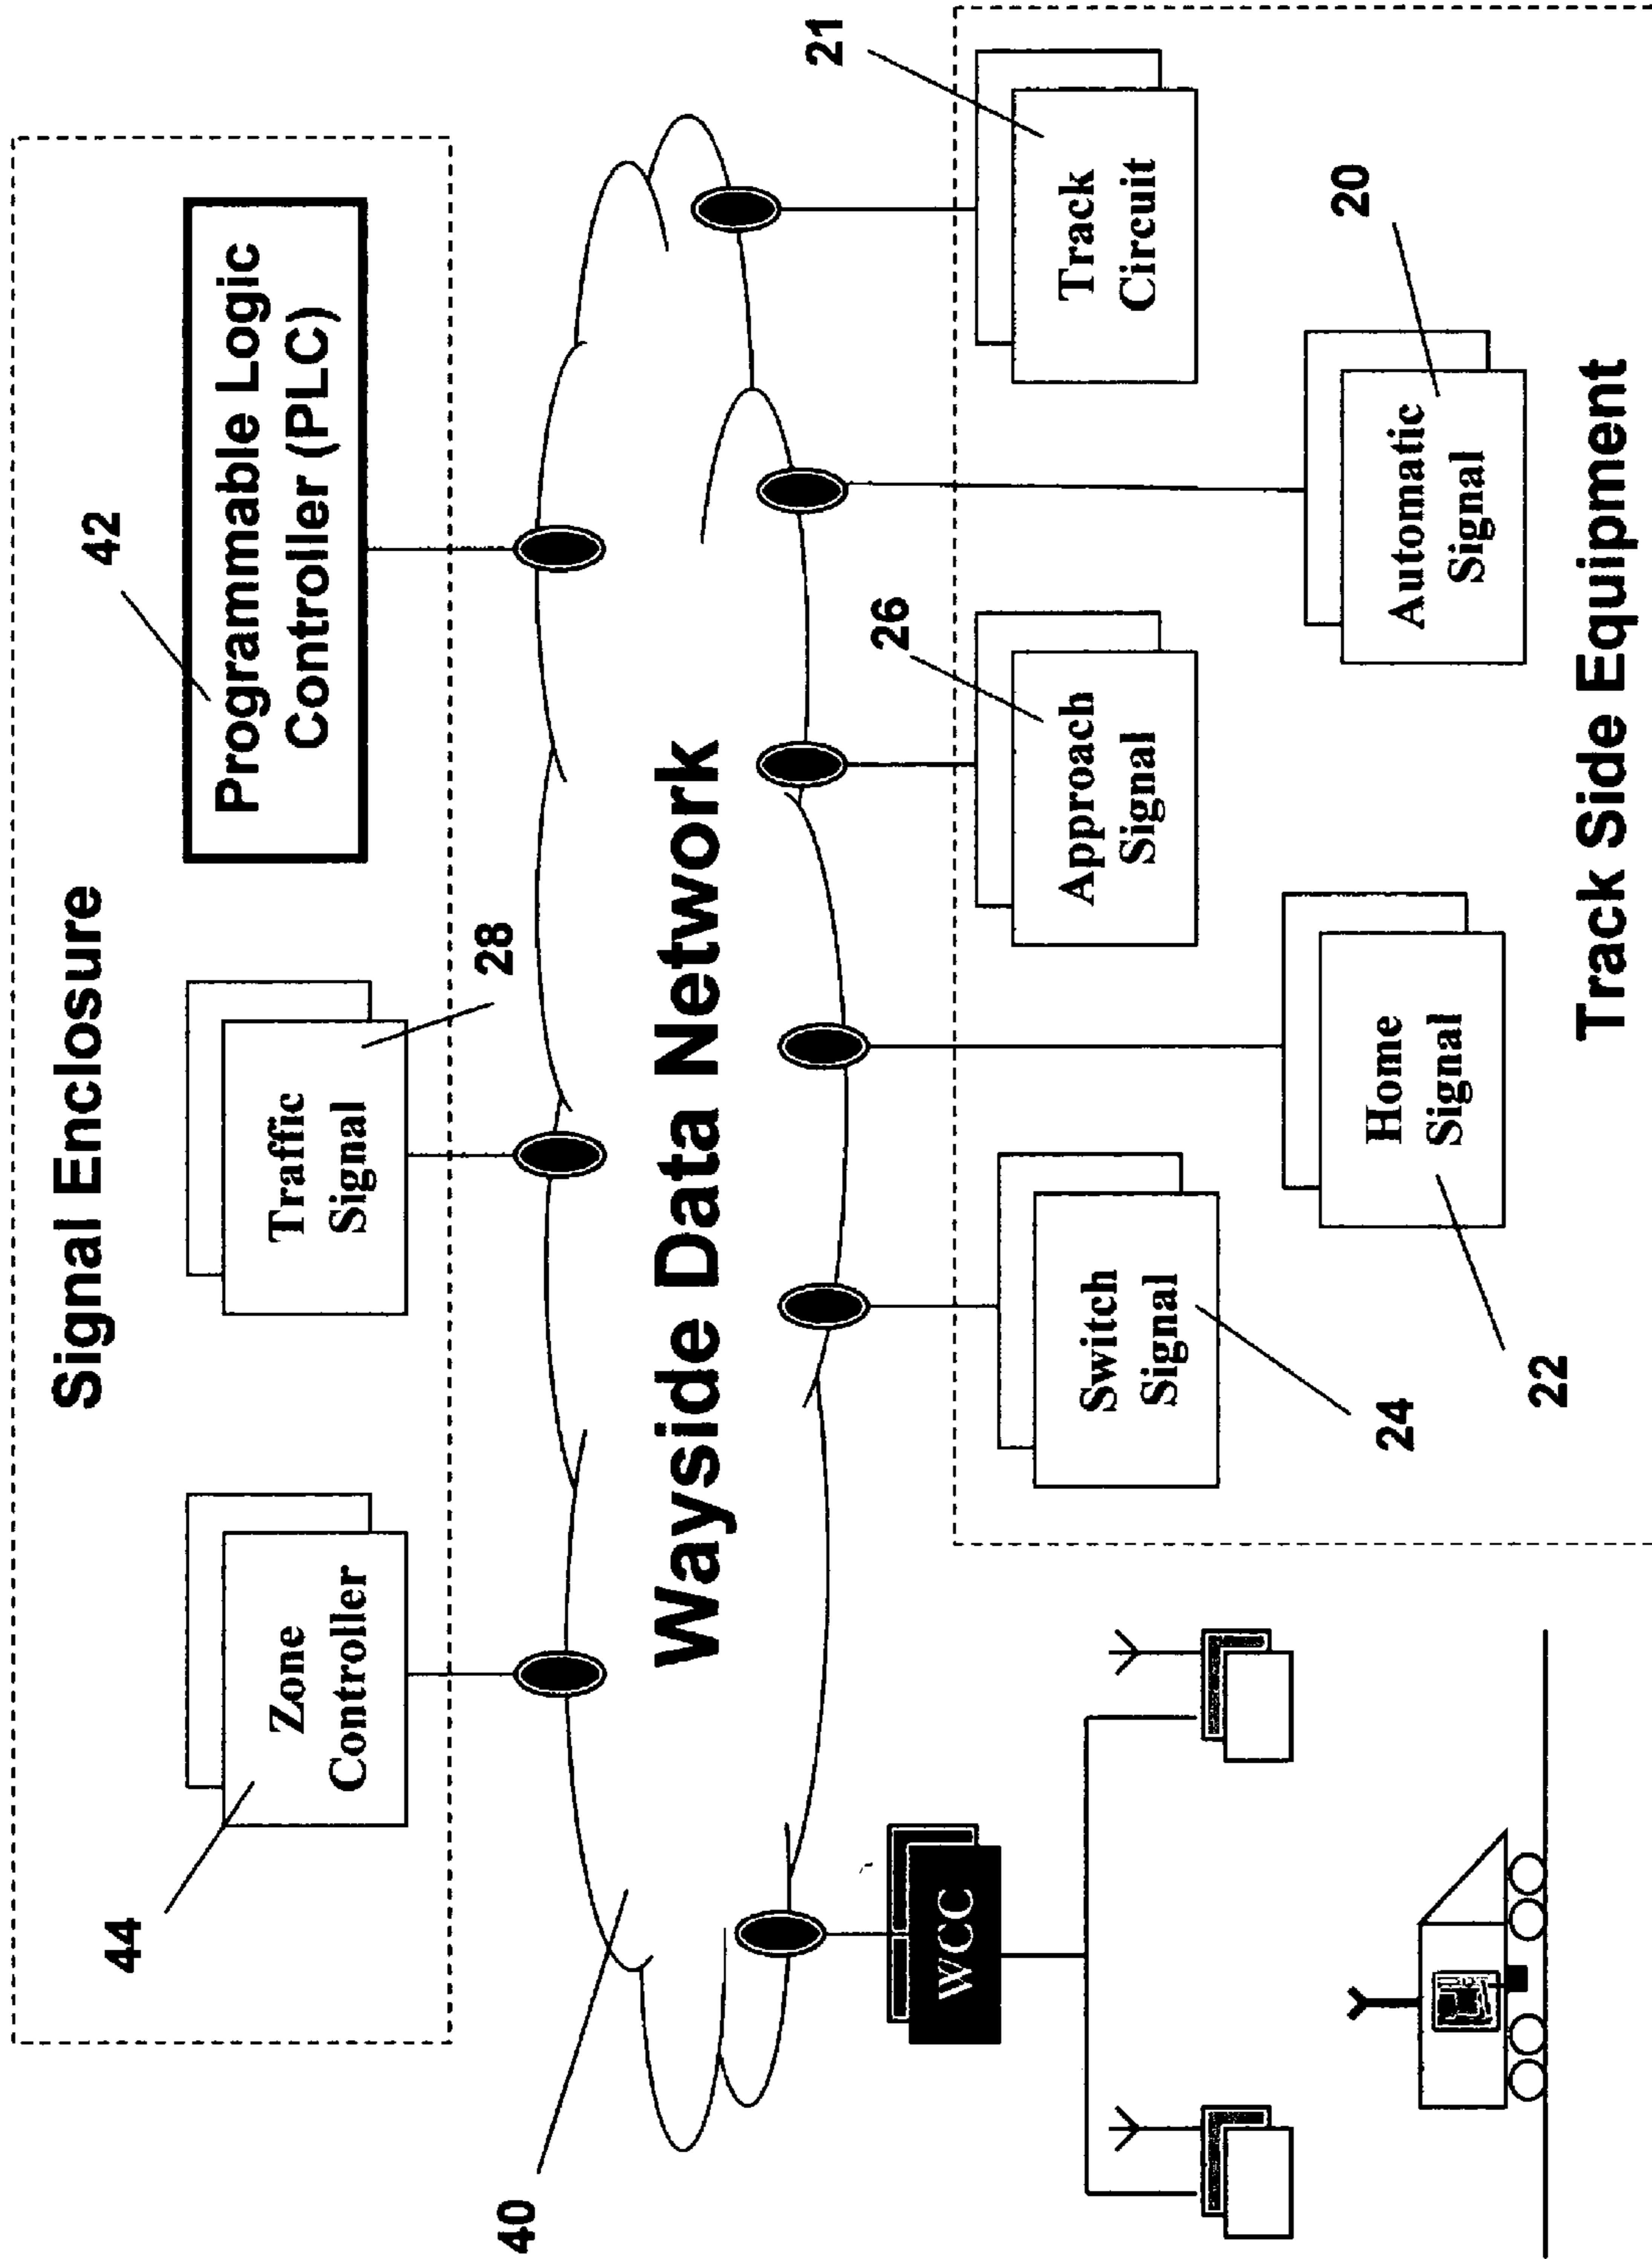 Signal Enclosure
44
Zone
Controller
Traffic
Signal
28
42
Programmable Logic
Controller (PLC)
40
Wayside Data Network
WCC
Switch
Signal
24
Home
Signal
22
26
Approach
Signal
Automatic
Signal
20
21
Track
Circuit
Track Side Equipment